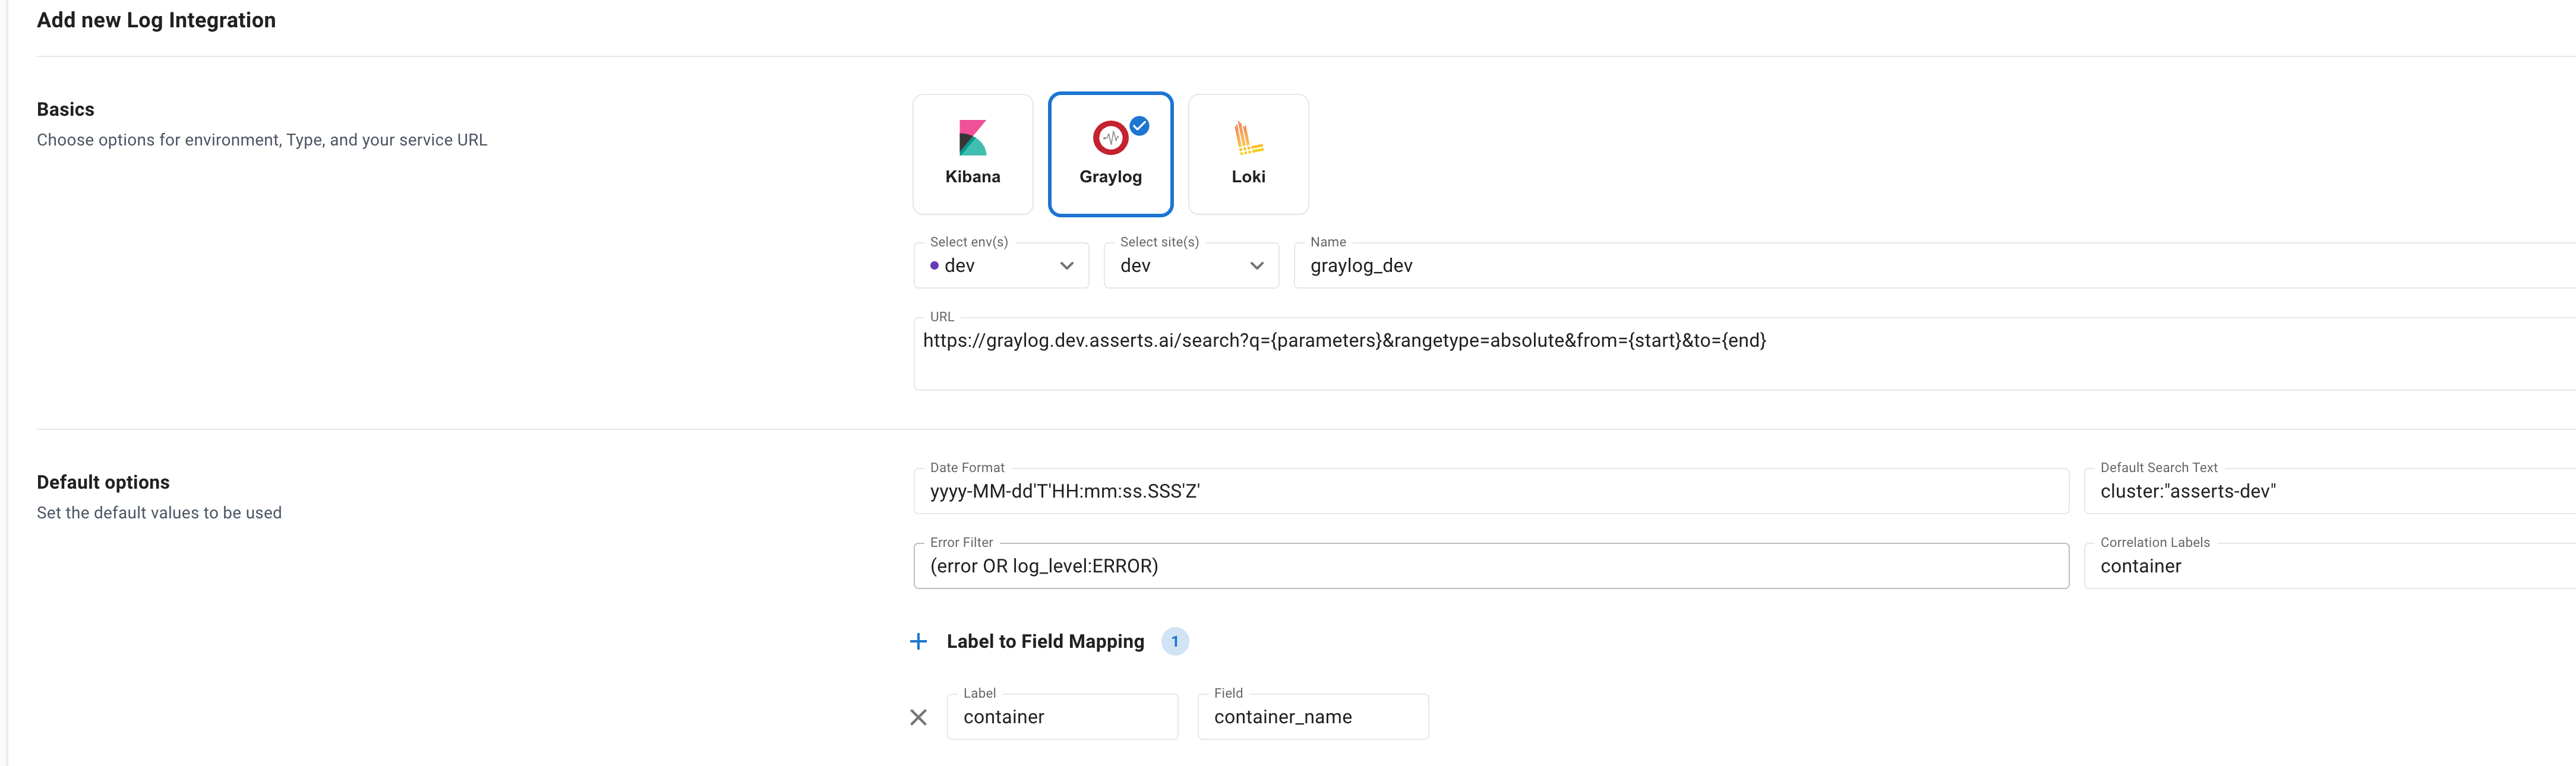 Add new Log Integration
Basics
Choose options for environment, Type, and your service URL
Kibana
Graylog
Loki
Select env(s)
dev
Select site(s)
dev
Name
graylog_dev
URL
https://graylog.dev.asserts.ai/search?q={parameters}&rangetype=absolute&from={start}&to={end}
Default options
Set the default values to be used
Date Format
yyyy-MM-dd'T'HH:mm:ss.SSS'Z'
Default Search Text
cluster:"asserts-dev"
Error Filter
(error OR log_level:ERROR)
Correlation Labels
container
Label to Field Mapping 1
Label
container
Field
container_name